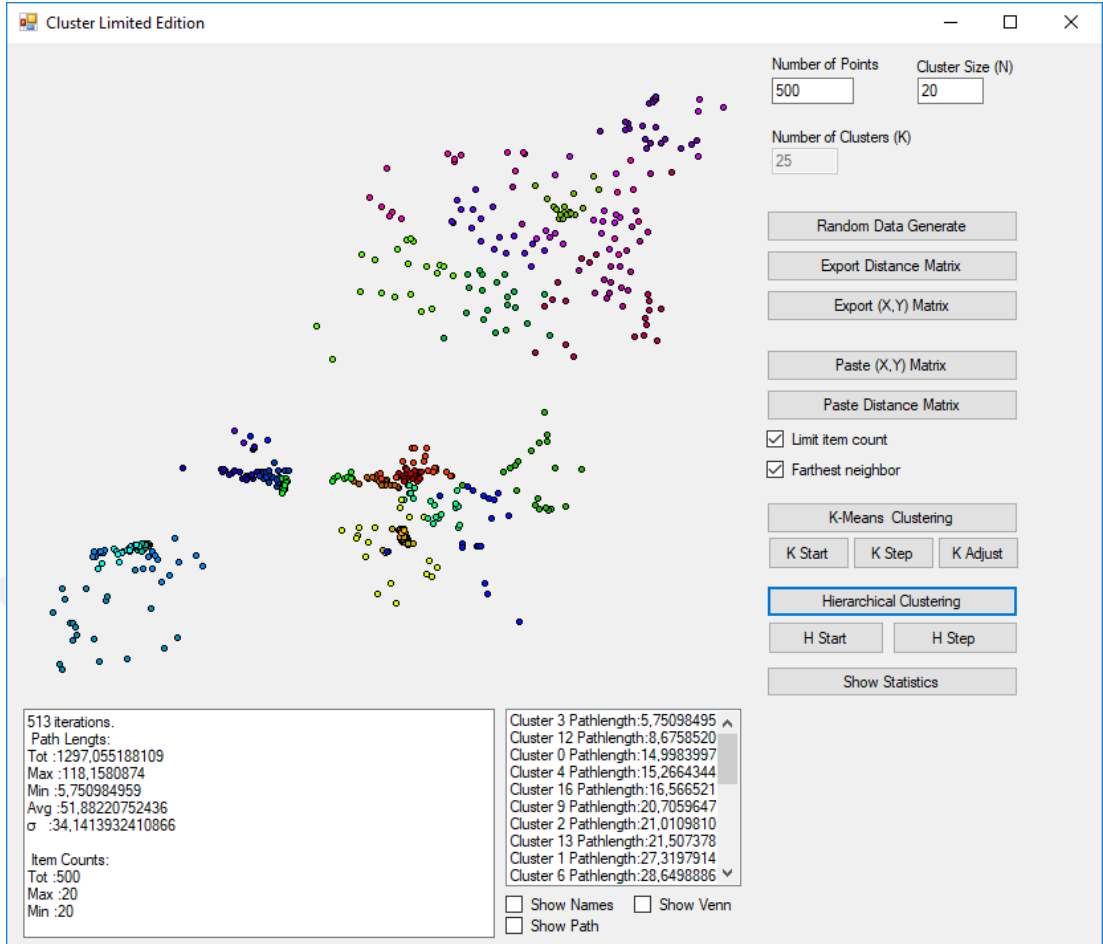 Cluster Limited Edition
Number of Points
Cluster Size (N)
500
20
Number of Clusters (K)
25
Random Data Generate
Export Distance Matrix
Export (X,Y) Matrix
Paste (X,Y) Matrix
Paste Distance Matrix
Limit item count
Farthest neighbor
K-Means Clustering
K Start
K Step
K Adjust
Hierarchical Clustering
H Start
H Step
Show Statistics
513 iterations.
Path Lengts:
Tot :1297,055188109
Max :118,1580874
Min :5,750984959
Avg :51,88220752436
σ :34,1413932410866
Item Counts:
Tot :500
Max :20
Min :20
Cluster 3 Pathlength:5,75098495
Cluster 12 Pathlength:8,6758520
Cluster 0 Pathlength:14,9983997
Cluster 4 Pathlength:15,2664344
Cluster 16 Pathlength:16,566521
Cluster 9 Pathlength:20,7059647
Cluster 2 Pathlength:21,0109810
Cluster 13 Pathlength:21,507378
Cluster 1 Pathlength:27,3197914
Cluster 6 Pathlength:28,6498886
Show Names
Show Venn
Show Path